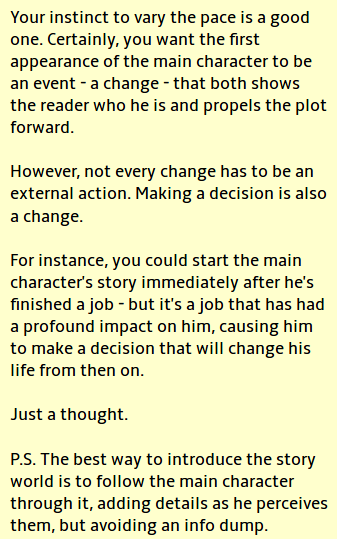 Your instinct to vary the pace is a good
one. Certainly, you want the first
appearance of the main character to be
an event - a change - that both shows
the reader who he is and propels the plot
forward.
However, not every change has to be an
external action. Making a decision is also
a change.
For instance, you could start the main
character's story immediately after he's
finished a job - but it's a job that has had
a profound impact on him, causing him
to make a decision that will change his
life from then on.
Just a thought.
P.S. The best way to introduce the story
world is to follow the main character
through it, adding details as he perceives
them, but avoiding an info dump.